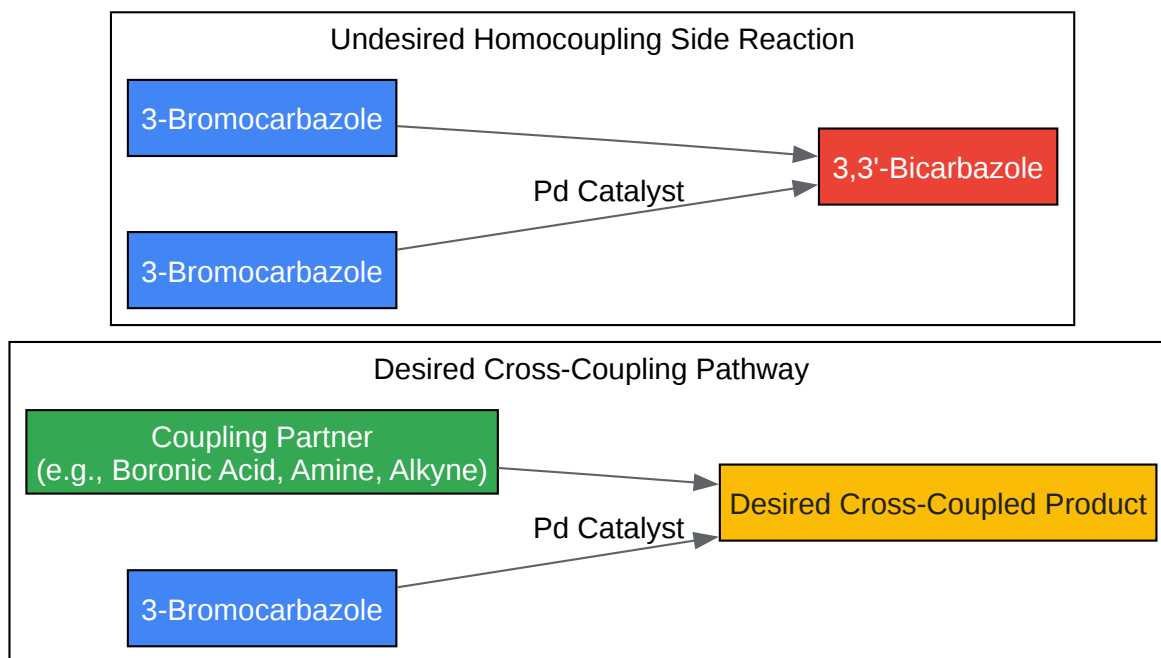 Undesired Homocoupling Side Reaction
3-Bromocarbazole
3,3'-Bicarbazole
Pd Catalyst
3-Bromocarbazole
Desired Cross-Coupling Pathway
Coupling Partner
(e.g., Boronic Acid, Amine, Alkyne)
Desired Cross-Coupled Product
Pd Catalyst
3-Bromocarbazole